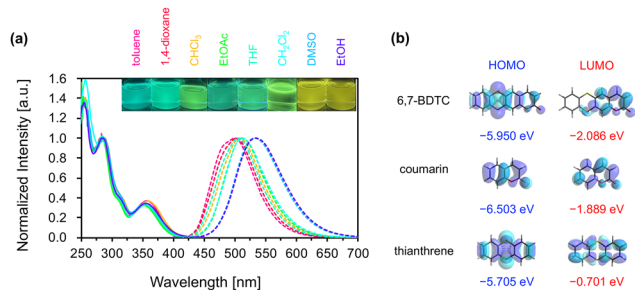 (a)
toluene
1,4-dioxane
CHCl3
EtOAc
THF
CH2Cl2
DMSO
EtOH
Normalized Intensity [a.u.]
1.6
1.4
1.2
1.0
0.8
0.6
0.4
0.2
0.0
250 300 350 400 450 500 550 600 650 700
Wavelength [nm]
(b)
HOMO LUMO
6,7-BDTC
−5.950 eV −2.086 eV
coumarin
−6.503 eV −1.889 eV
thianthrene
−5.705 eV −0.701 eV